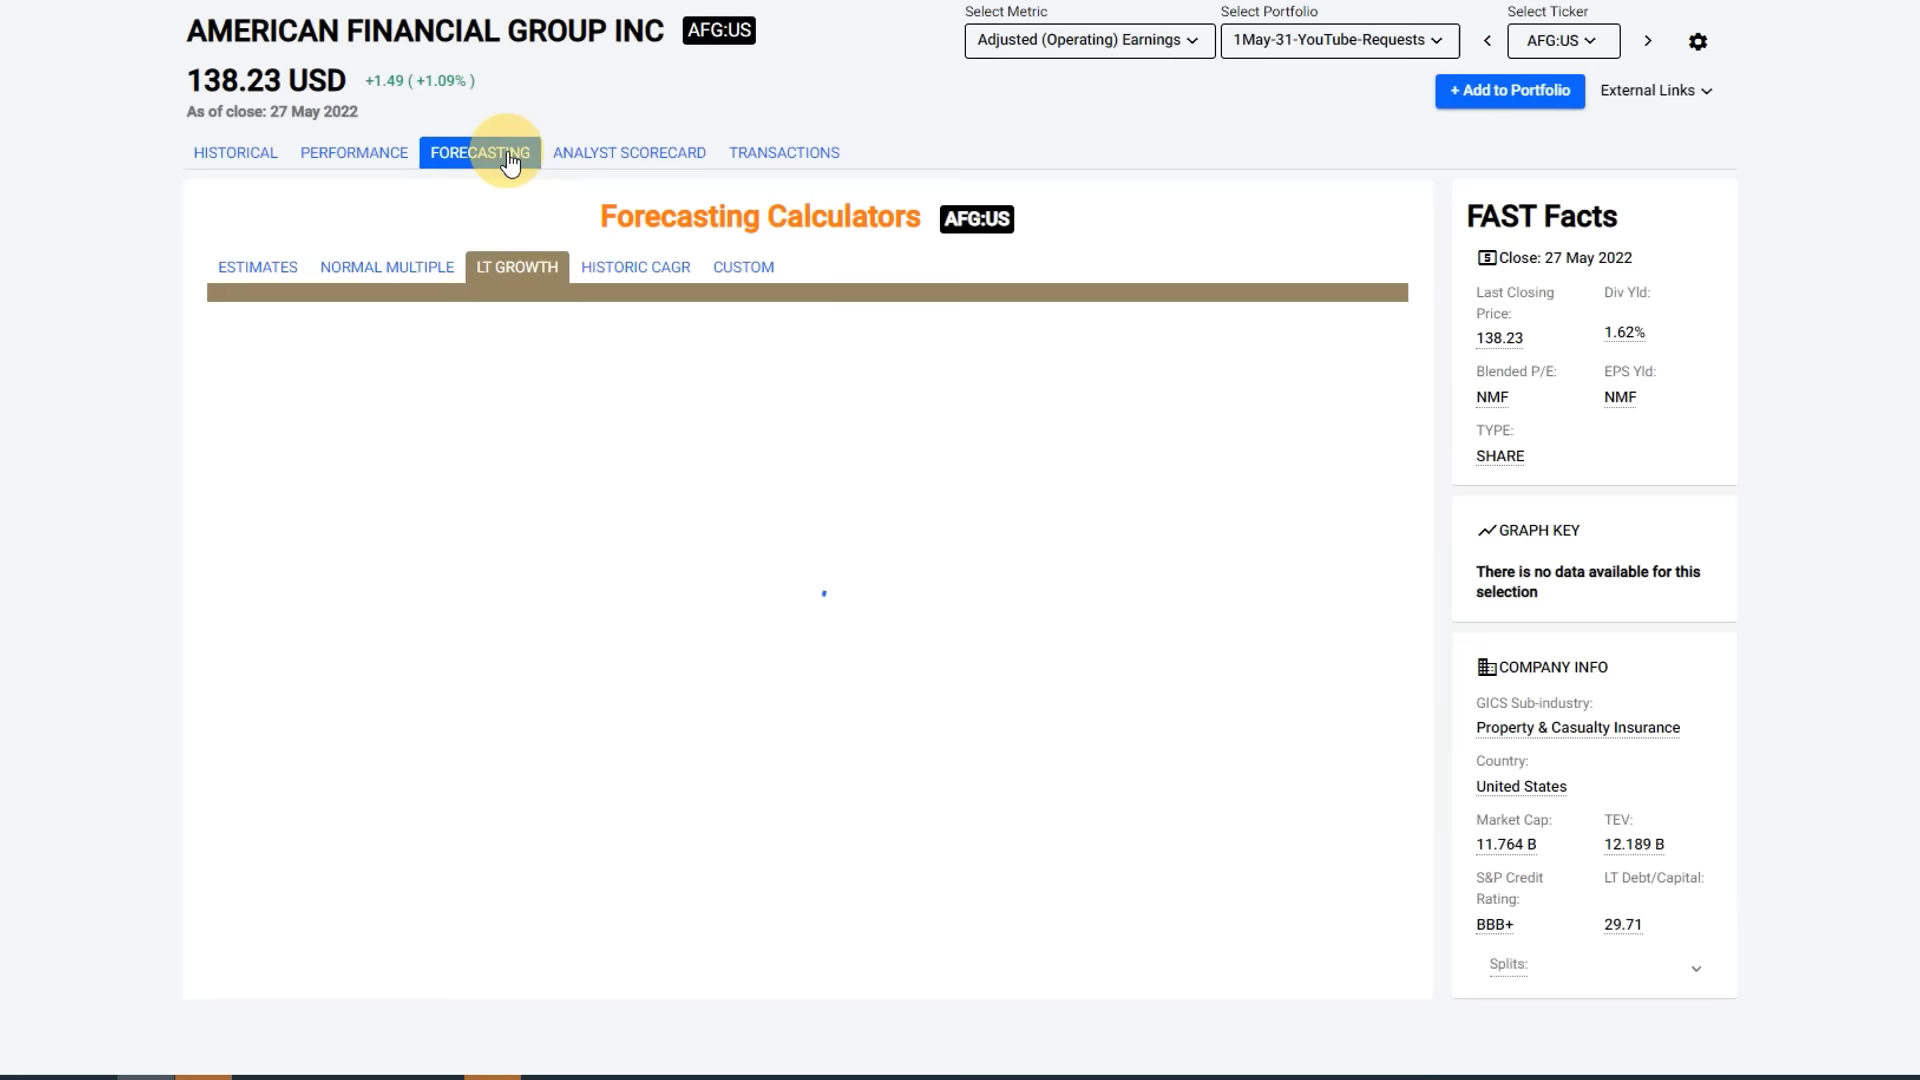 AMERICAN FINANCIAL GROUP INC AFG:US
138.23 USD +1.49 ( +1.09% )
As of close: 27 May 2022
Select Metric
Adjusted (Operating) Earnings
Select Portfolio
1May-31-YouTube-Requests
Select Ticker
AFG:US
+ Add to Portfolio
External Links
HISTORICAL PERFORMANCE FORECASTING ANALYST SCORECARD TRANSACTIONS
Forecasting Calculators AFG:US
ESTIMATES NORMAL MULTIPLE LT GROWTH HISTORIC CAGR CUSTOM
FAST Facts
Close: 27 May 2022
Last Closing
Price:
138.23
Div Yld:
1.62%
Blended P/E:
NMF
EPS Yld:
NMF
TYPE:
SHARE
GRAPH KEY
There is no data available for this
selection
COMPANY INFO
GICS Sub-industry:
Property & Casualty Insurance
Country:
United States
Market Cap:
11.764 B
TEV:
12.189 B
S&P Credit
Rating:
BBB+
LT Debt/Capital:
29.71
Splits: